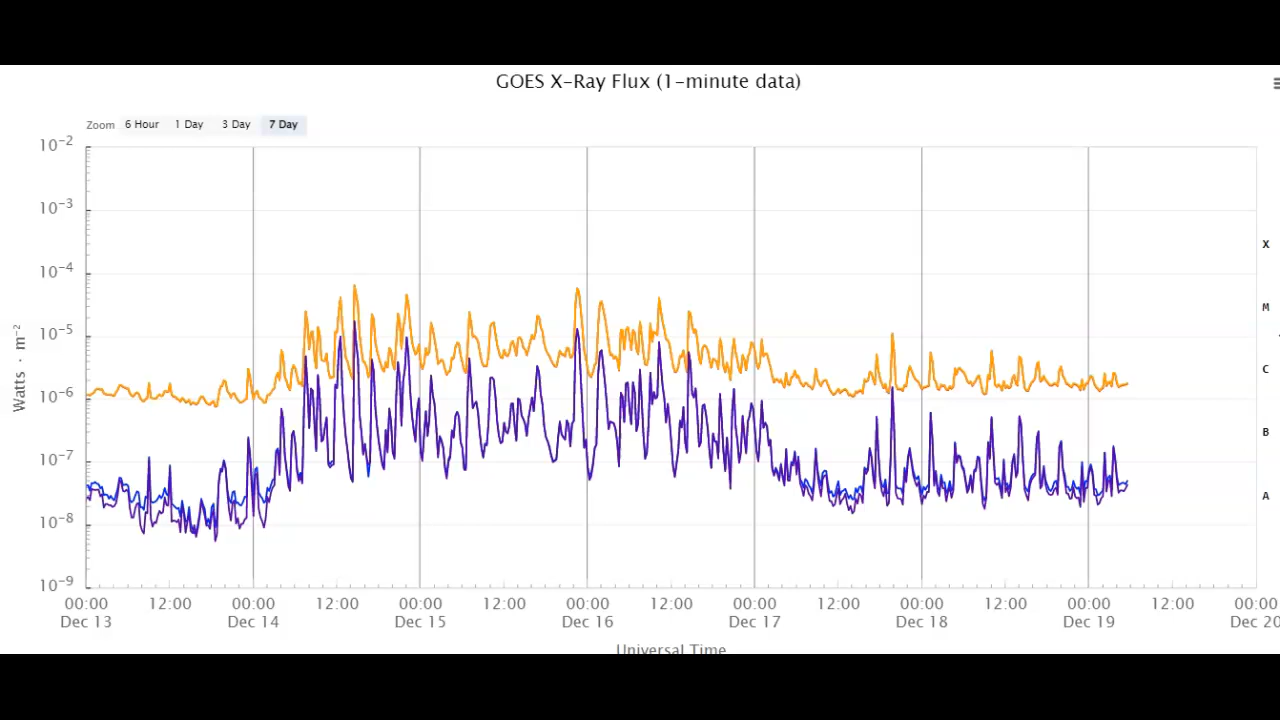 GOES X-Ray Flux (1-minute data)
Zoom 6 Hour 1 Day 3 Day 7 Day
10⁻²
10⁻³
10⁻⁴
10⁻⁵
10⁻⁶
10⁻⁷
10⁻⁸
10⁻⁹
Watts · m⁻²
X
M
C
B
A
00:00 12:00 00:00 12:00 00:00 12:00 00:00 12:00 00:00 12:00 00:00 12:00 00:00 12:00 00:00
Dec 13 Dec 14 Dec 15 Dec 16 Dec 17 Dec 18 Dec 19 Dec 20
Universal Time